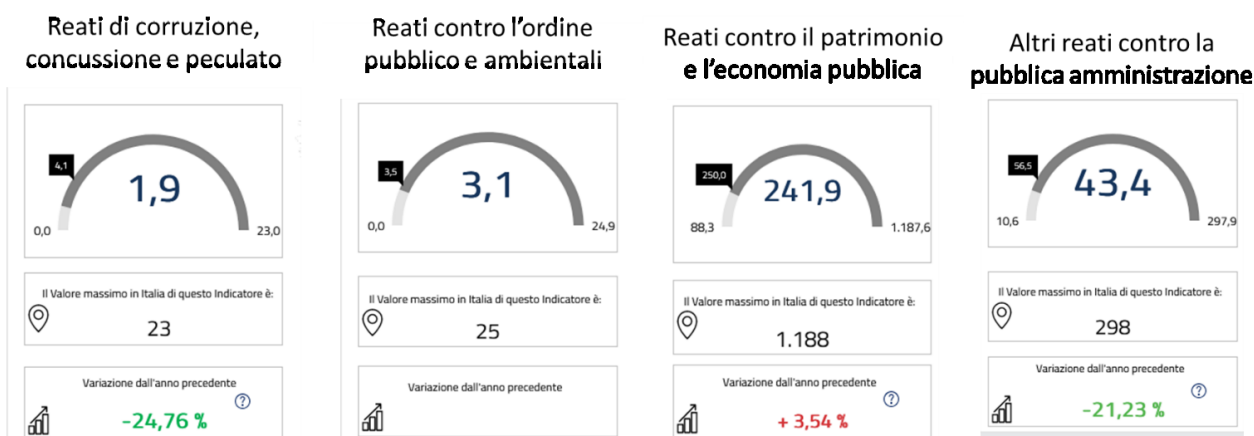 Reati di corruzione,
concussione e peculato
4,1
1,9
0,0
23,0
Il Valore massimo in Italia di questo Indicatore è:
23
Variazione dall'anno precedente
?
-24,76 %
Reati contro l'ordine
pubblico e ambientali
3,5
3,1
0,0
24,9
Il Valore massimo in Italia di questo Indicatore è:
25
Variazione dall'anno precedente
Reati contro il patrimonio
e l'economia pubblica
250,0
241,9
88,3
1.187,6
Il Valore massimo in Italia di questo Indicatore è:
1.188
Variazione dall'anno precedente
?
+ 3,54 %
Altri reati contro la
pubblica amministrazione
56,5
43,4
10,6
297,9
Il Valore massimo in Italia di questo Indicatore è:
298
Variazione dall'anno precedente
?
-21,23 %